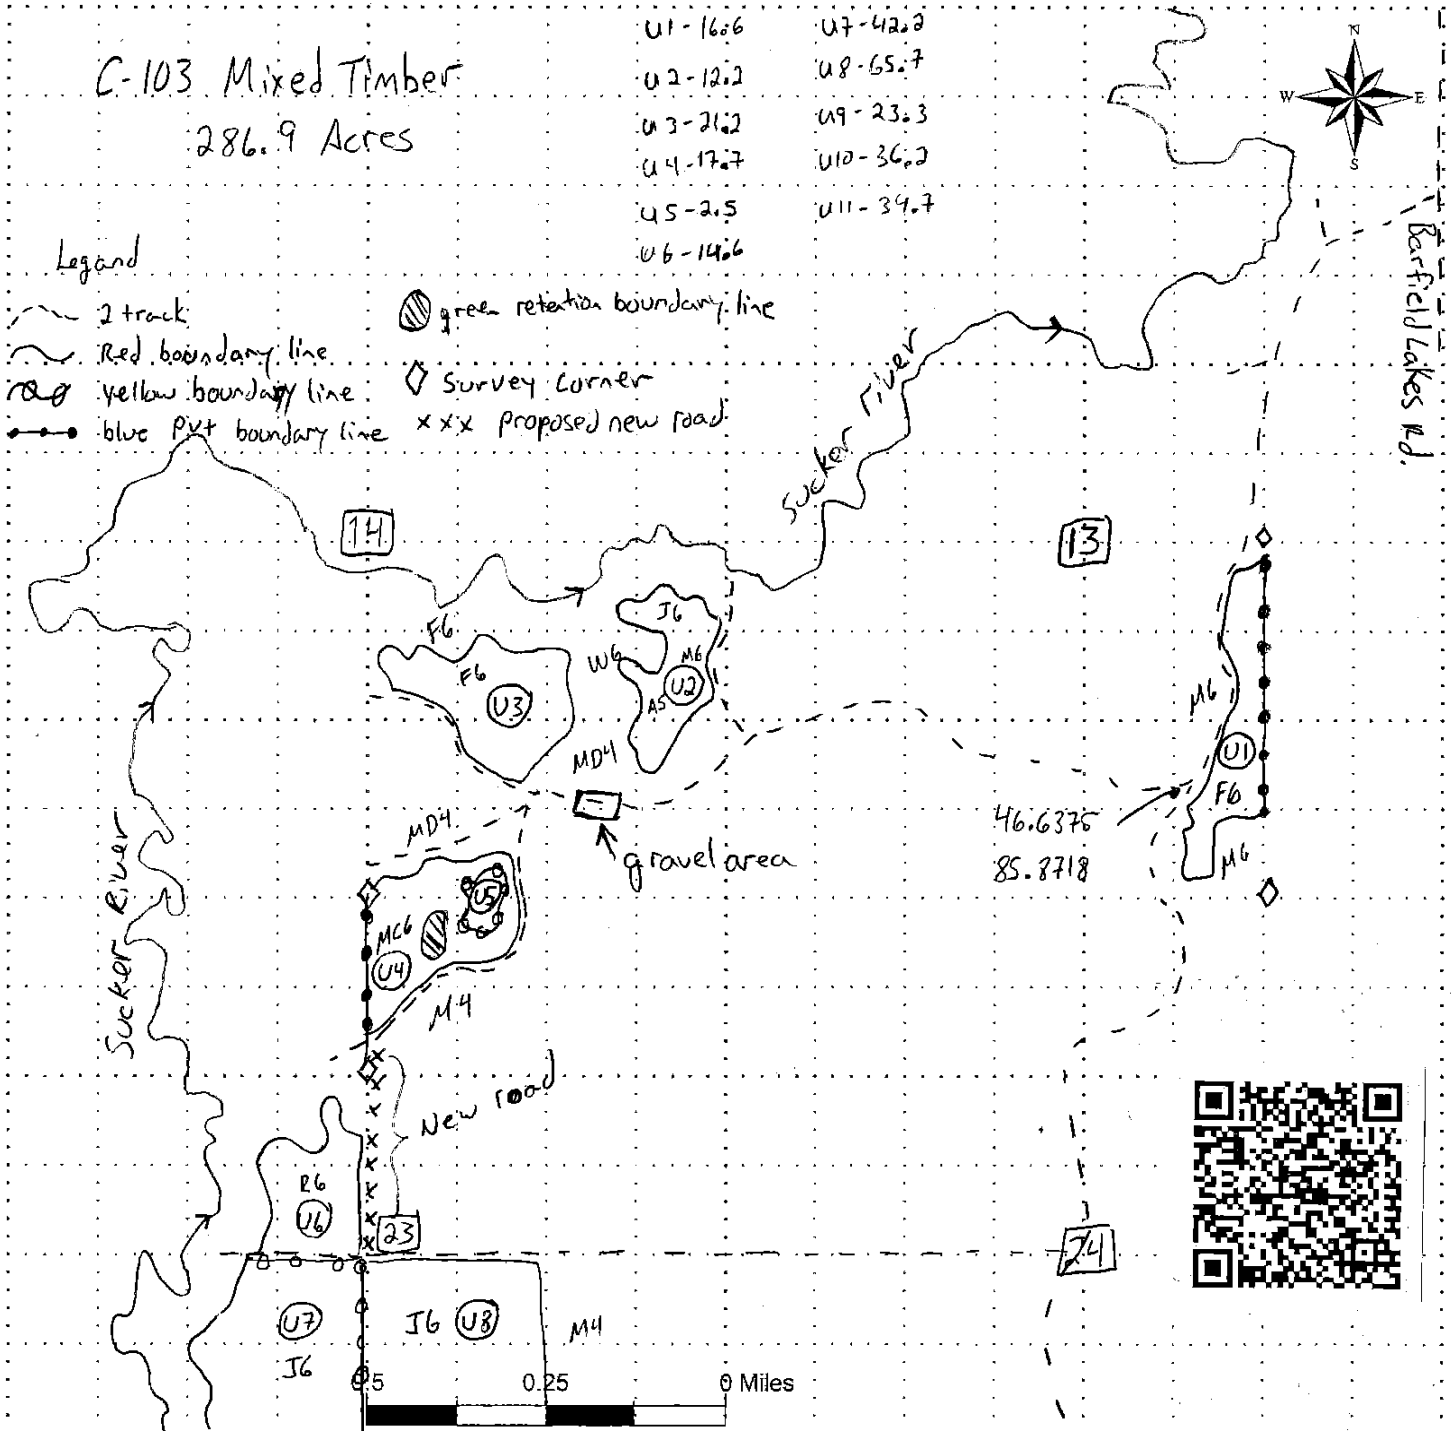 C-103 Mixed Timber
286.9 Acres
U1-16.6
U2-12.2
U3-21.2
U4-17.7
U5-2.5
U6-14.6
U7-42.2
U8-65.7
U9-23.3
U10-36.2
U11-34.7
N
W
E
S
Legand
2 track
Red boundary line
yellow boundary line
blue pvt boundary line
green retention boundary line
Survey corner
xxx proposed new road
Barfield Lakes Rd.
Sucker River
14
13
F6
F6
U3
J6
W6
M6
U2
A5
MD4
M6
U1
F6
M6
46.6375
85.8718
MD4
gravel area
U5
MC6
U4
M4
Sucker River
New road
R6
U6
23
24
U7
J6
J6
U8
M4
0.5
0.25
0 Miles